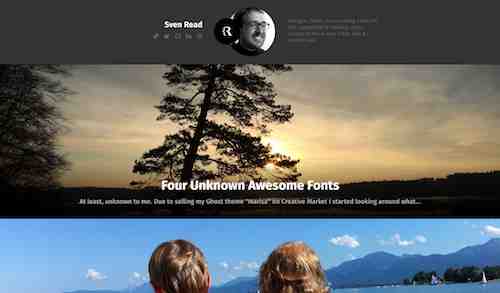 Sven Read
R
Four Unknown Awesome Fonts
At least, unknown to me. Due to selling my Ghost theme "Marisa" on Creative Market I started looking around what...